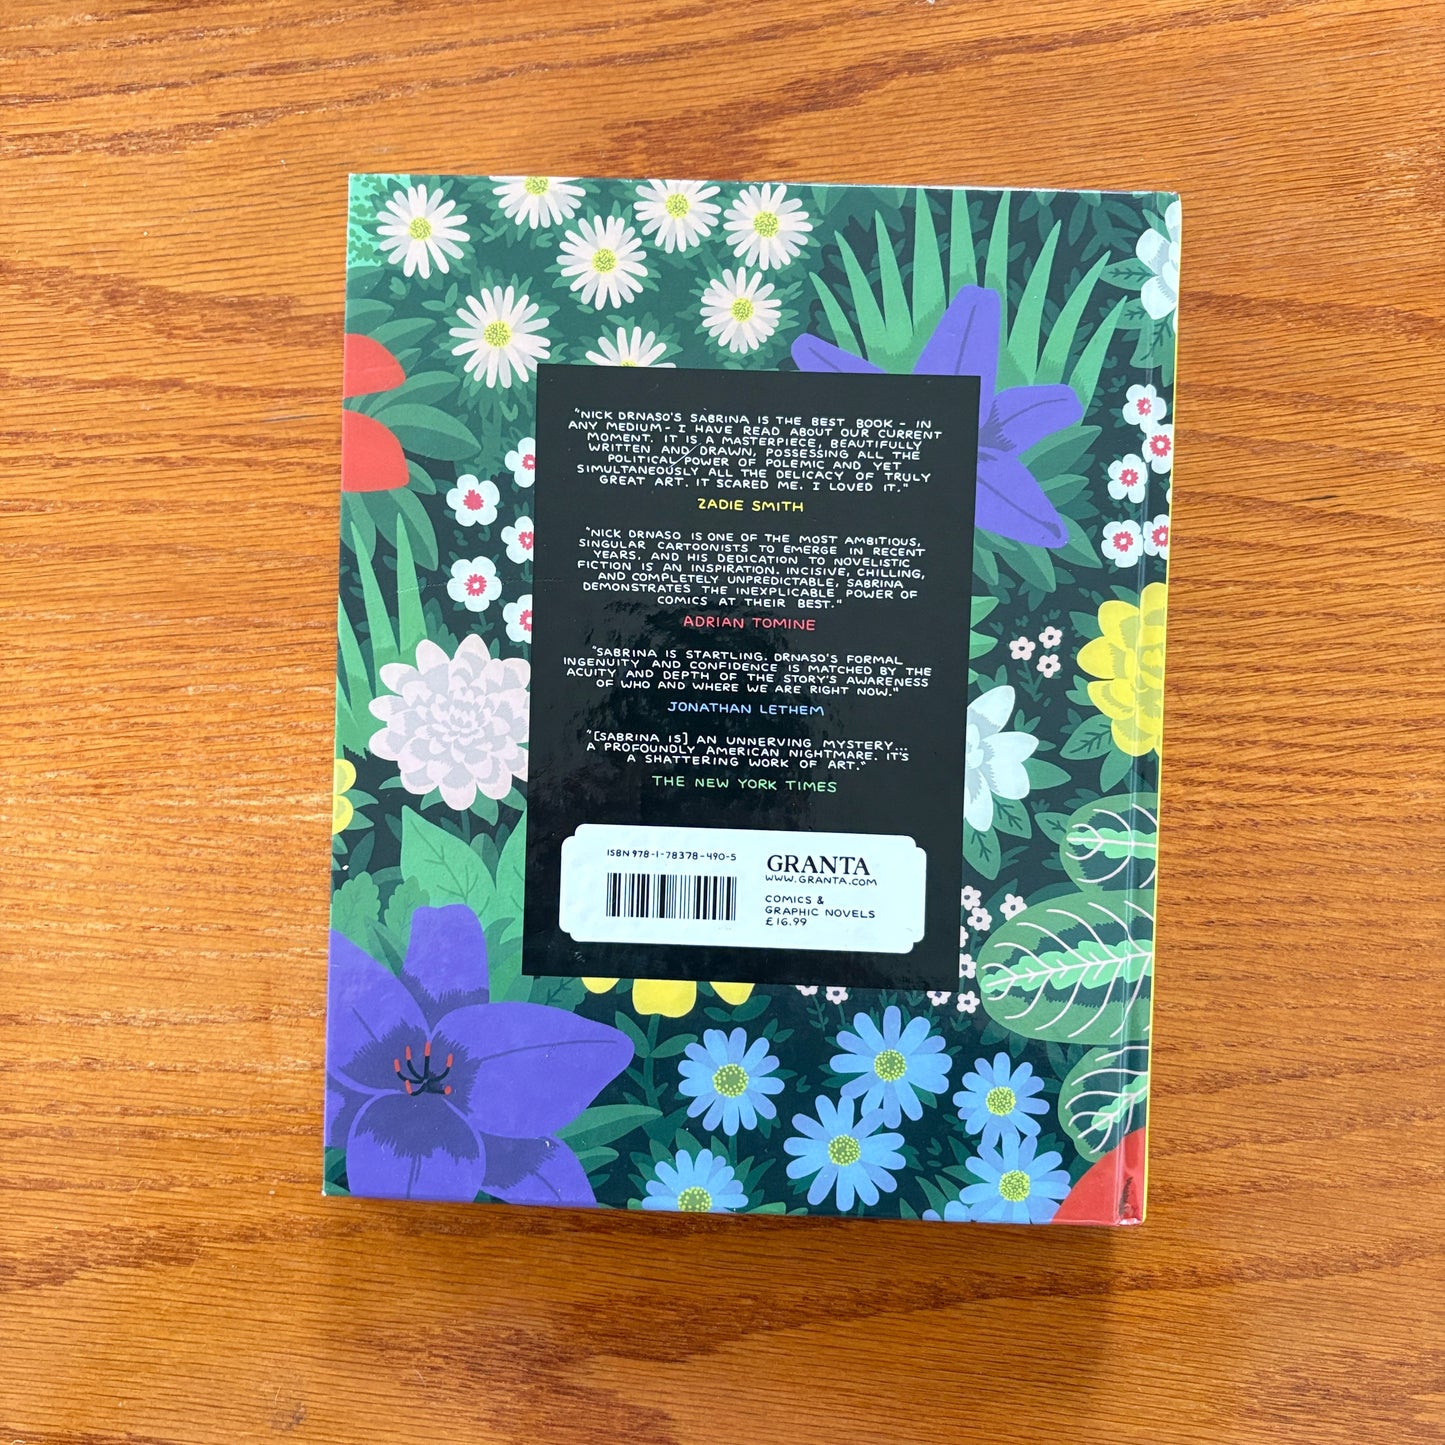 "NICK DRNASO'S SABRINA IS THE BEST BOOK - IN
ANY MEDIUM - I HAVE READ ABOUT OUR CURRENT
MOMENT. IT IS A MASTERPIECE, BEAUTIFULLY
WRITTEN AND DRAWN, POSSESSING ALL THE
POLITICAL POWER OF POLEMIC AND YET
SIMULTANEOUSLY ALL THE DELICACY OF TRULY
GREAT ART. IT SCARED ME. I LOVED IT."
ZADIE SMITH
"NICK DRNASO IS ONE OF THE MOST AMBITIOUS,
SINGULAR CARTOONISTS TO EMERGE IN RECENT
YEARS, AND HIS DEDICATION TO NOVELISTIC
FICTION IS AN INSPIRATION. INCISIVE, CHILLING,
AND COMPLETELY UNPREDICTABLE, SABRINA
DEMONSTRATES THE INEXPLICABLE POWER OF
COMICS AT THEIR BEST."
ADRIAN TOMINE
"SABRINA IS STARTLING. DRNASO'S FORMAL
INGENUITY AND CONFIDENCE IS MATCHED BY THE
ACUITY AND DEPTH OF THE STORY'S AWARENESS
OF WHO AND WHERE WE ARE RIGHT NOW."
JONATHAN LETHEM
"[SABRINA IS] AN UNNERVING MYSTERY...
A PROFOUNDLY AMERICAN NIGHTMARE. IT'S
A SHATTERING WORK OF ART."
THE NEW YORK TIMES
ISBN 978-1-78378-490-5
GRANTA
WWW.GRANTA.COM
COMICS &
GRAPHIC NOVELS
£16.99